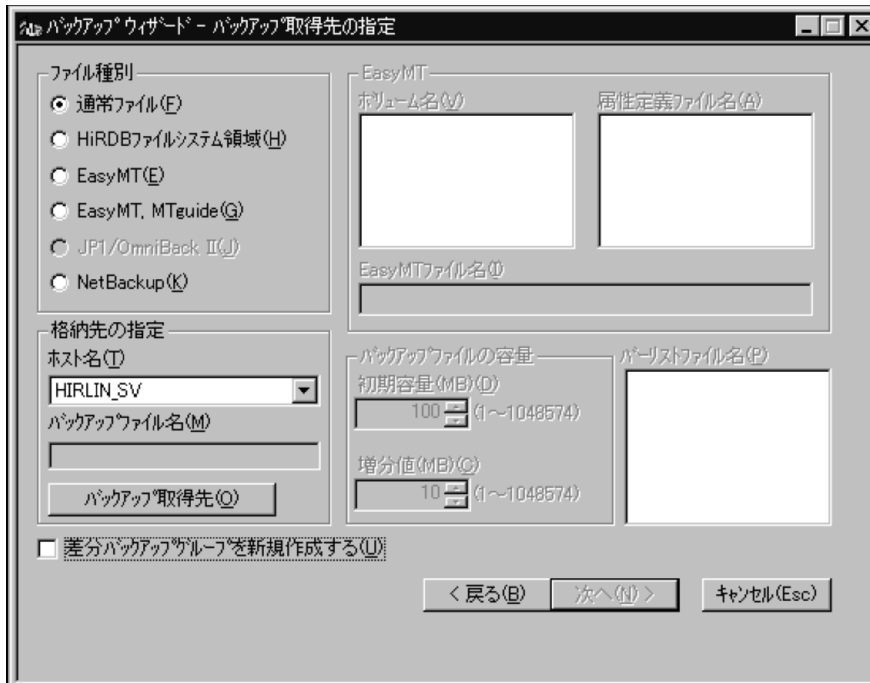 バックアップ ウィザード - バックアップ取得先の指定
ファイル種別
通常ファイル(F)
HiRDBファイルシステム領域(H)
EasyMT(E)
EasyMT, MTguide(G)
JP1/OmniBack II(J)
NetBackup(K)
格納先の指定
ホスト名(T)
HIRLIN_SV
バックアップファイル名(M)
バックアップ取得先(O)
EasyMT
ボリューム名(V)
属性定義ファイル名(A)
EasyMTファイル名(I)
バックアップファイルの容量
初期容量(MB)(D)
100 (1～1048574)
増分値(MB)(C)
10 (1～1048574)
バーリストファイル名(P)
差分バックアップグループを新規作成する(U)
< 戻る(B)
次へ(N) >
キャンセル(Esc)